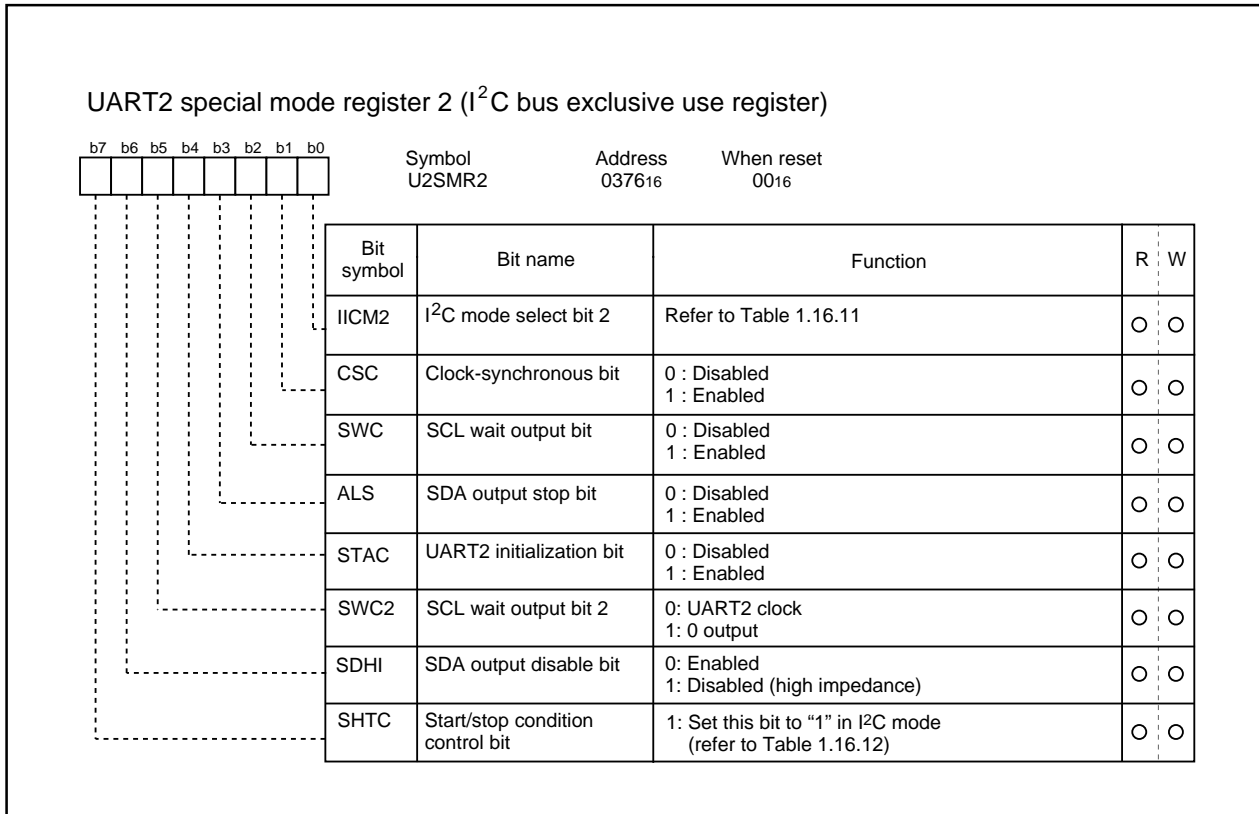 UART2 special mode register 2 (I2C bus exclusive use register)
b7 b6 b5 b4 b3 b2 b1 b0
Symbol Address When reset
U2SMR2 037616 0016
Bit symbol Bit name Function R W
IICM2 I2C mode select bit 2 Refer to Table 1.16.11
CSC Clock-synchronous bit 0 : Disabled
1 : Enabled
SWC SCL wait output bit 0 : Disabled
1 : Enabled
ALS SDA output stop bit 0 : Disabled
1 : Enabled
STAC UART2 initialization bit 0 : Disabled
1 : Enabled
SWC2 SCL wait output bit 2 0: UART2 clock
1: 0 output
SDHI SDA output disable bit 0: Enabled
1: Disabled (high impedance)
SHTC Start/stop condition 1: Set this bit to “1” in I2C mode
control bit (refer to Table 1.16.12)